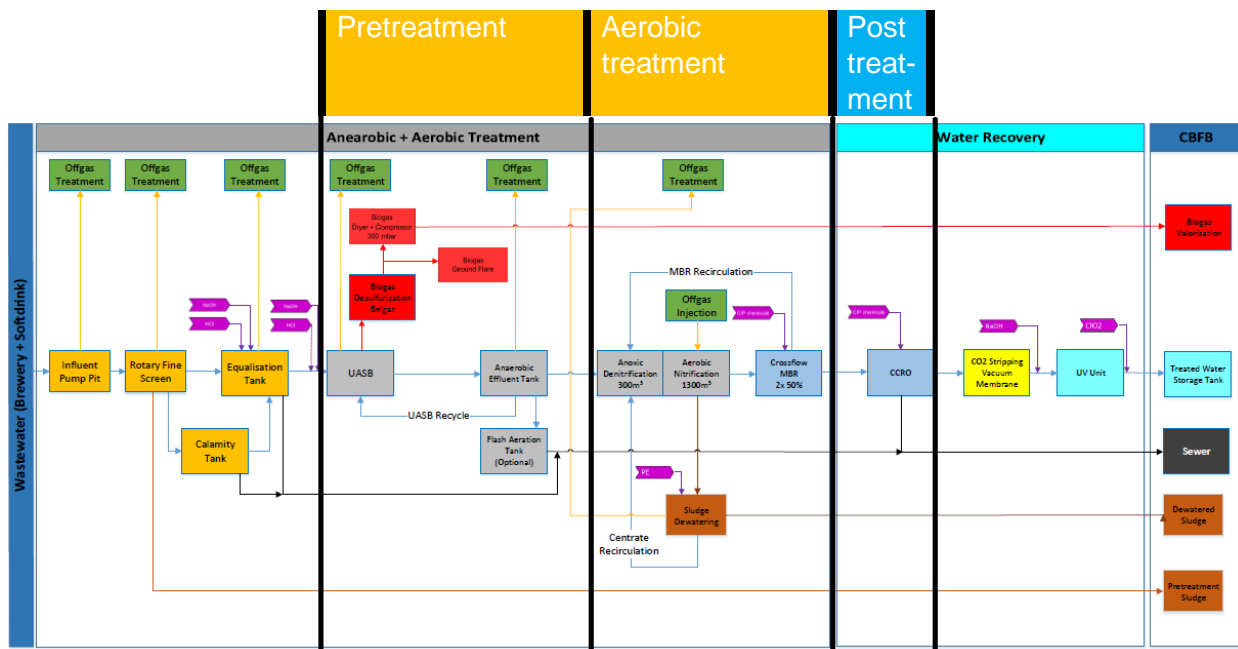 Pretreatment
Aerobic
treatment
Post
treat-
ment
Anearobic + Aerobic Treatment
Water Recovery
CBFB
Wastewater (Brewery + Softdrink)
Offgas
Treatment
Offgas
Treatment
Offgas
Treatment
Offgas
Treatment
Offgas
Treatment
Offgas
Treatment
Biogas
Dryer + Compressor
300 mbar
Biogas
Ground Flare
Biogas
Valorisation
Biogas
Desulfurization
Belgas
MBR Recirculation
Offgas
Injection
NaOH
HCl
NaOH
HCl
CIP chemicals
CIP chemicals
NaOH
ClO2
Influent
Pump Pit
Rotary Fine
Screen
Equalisation
Tank
UASB
Anaerobic
Effluent Tank
Anoxic
Denitrification
300m³
Aerobic
Nitrification
1300m³
Crossflow
MBR
2x 50%
CCRO
CO2 Stripping
Vacuum
Membrane
UV Unit
Treated Water
Storage Tank
UASB Recycle
Calamity
Tank
Flash Aeration
Tank
(Optional)
Sewer
PE
Sludge
Dewatering
Centrate
Recirculation
Dewatered
Sludge
Pretreatment
Sludge